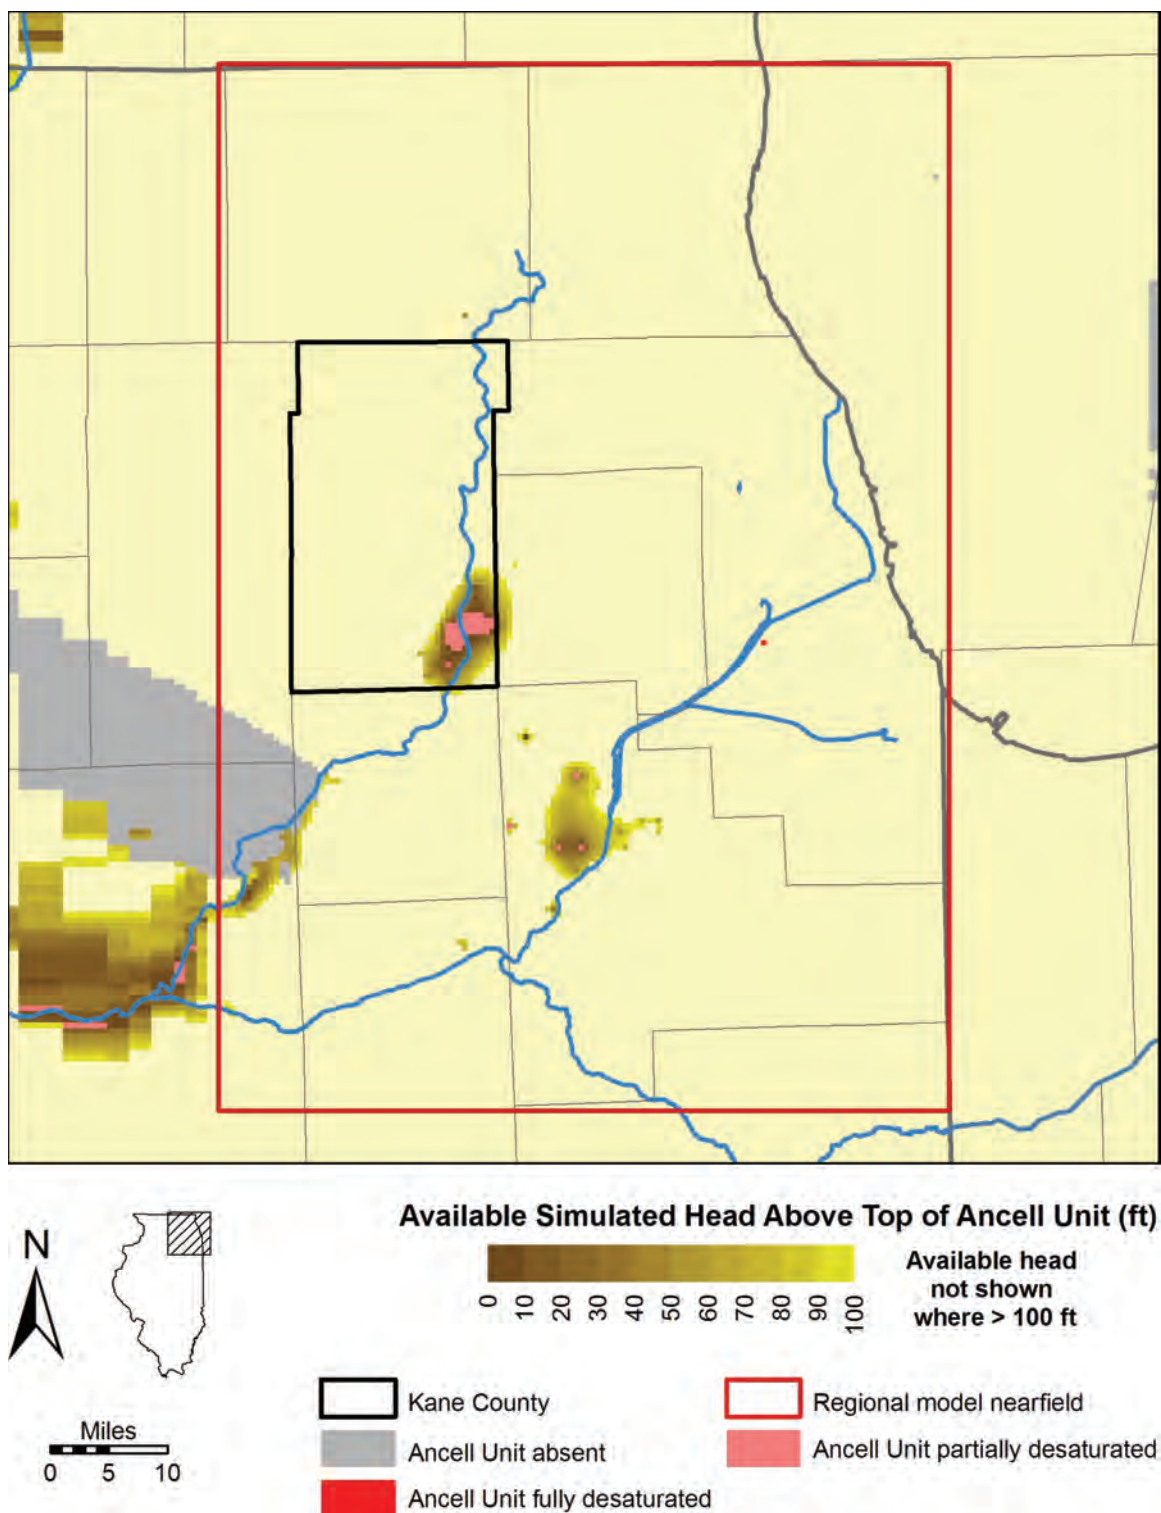 Available Simulated Head Above Top of Ancell Unit (ft)
N
0 10 20 30 40 50 60 70 80 90 100
Available head
not shown
where > 100 ft
Kane County
Regional model nearfield
Miles
0 5 10
Ancell Unit absent
Ancell Unit partially desaturated
Ancell Unit fully desaturated